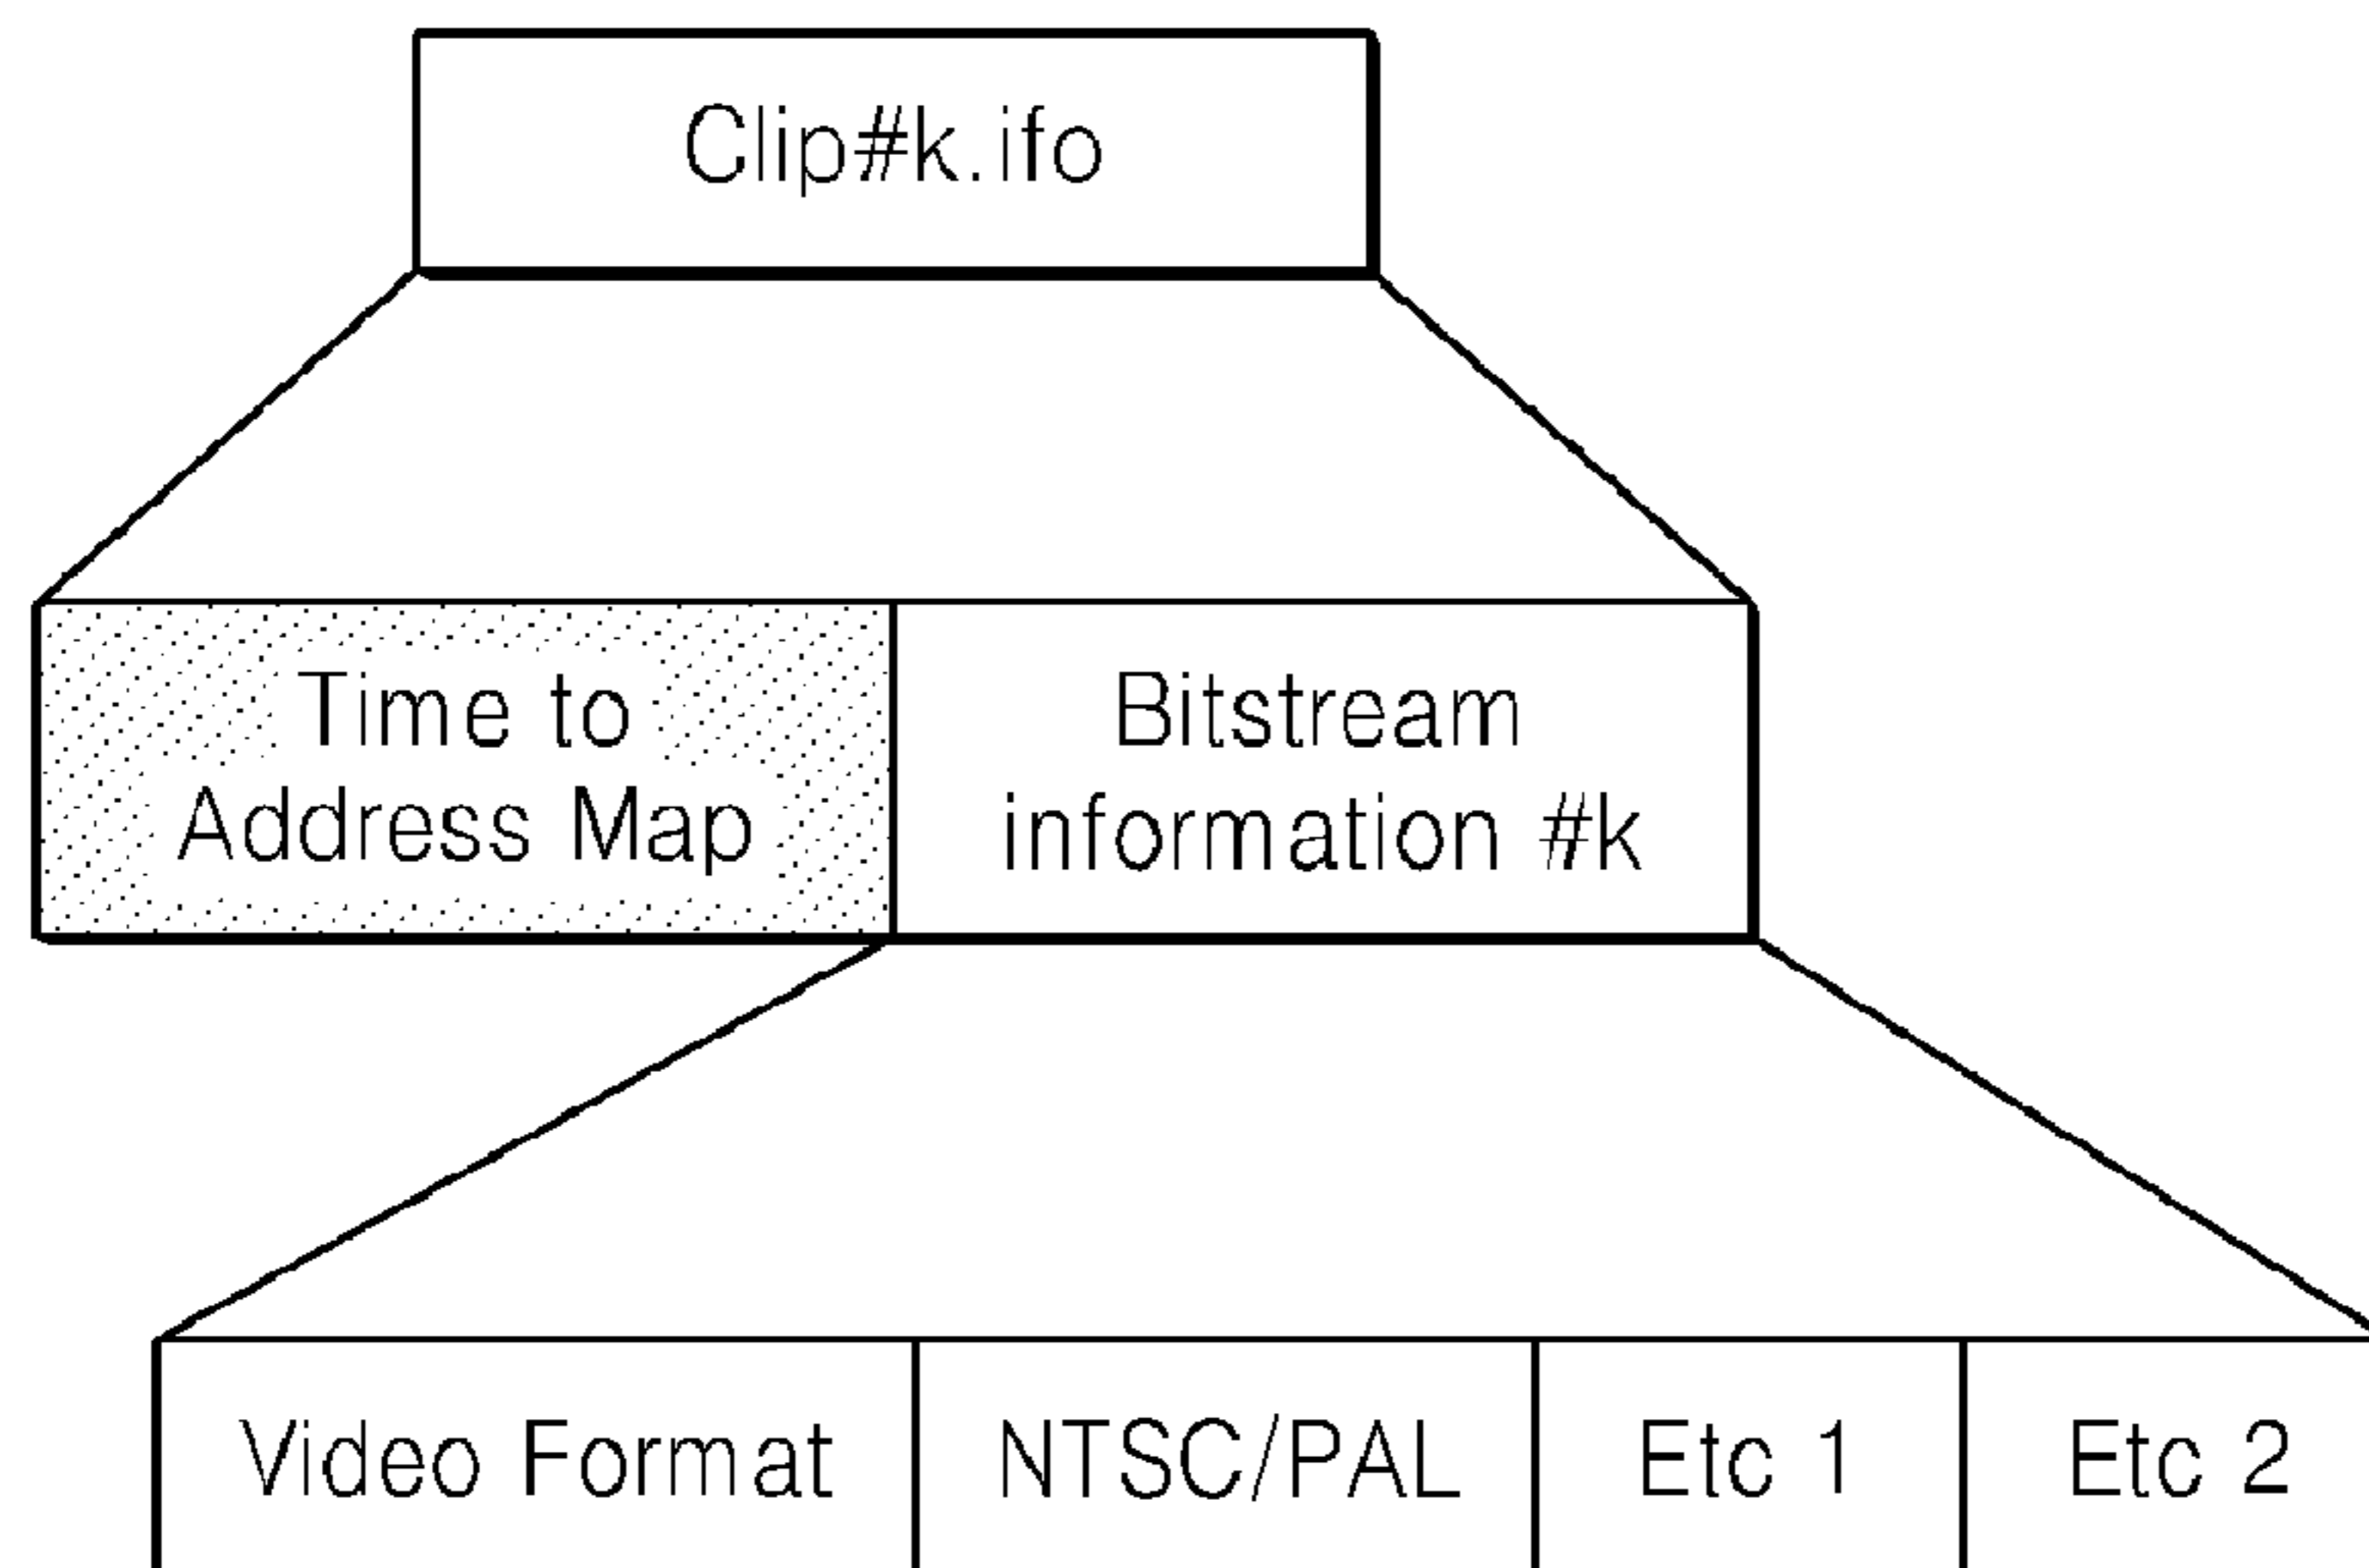 Clip#k.ifo
Time to
Address Map
Bitstream
information #k
Video Format
NTSC/PAL
Etc 1
Etc 2